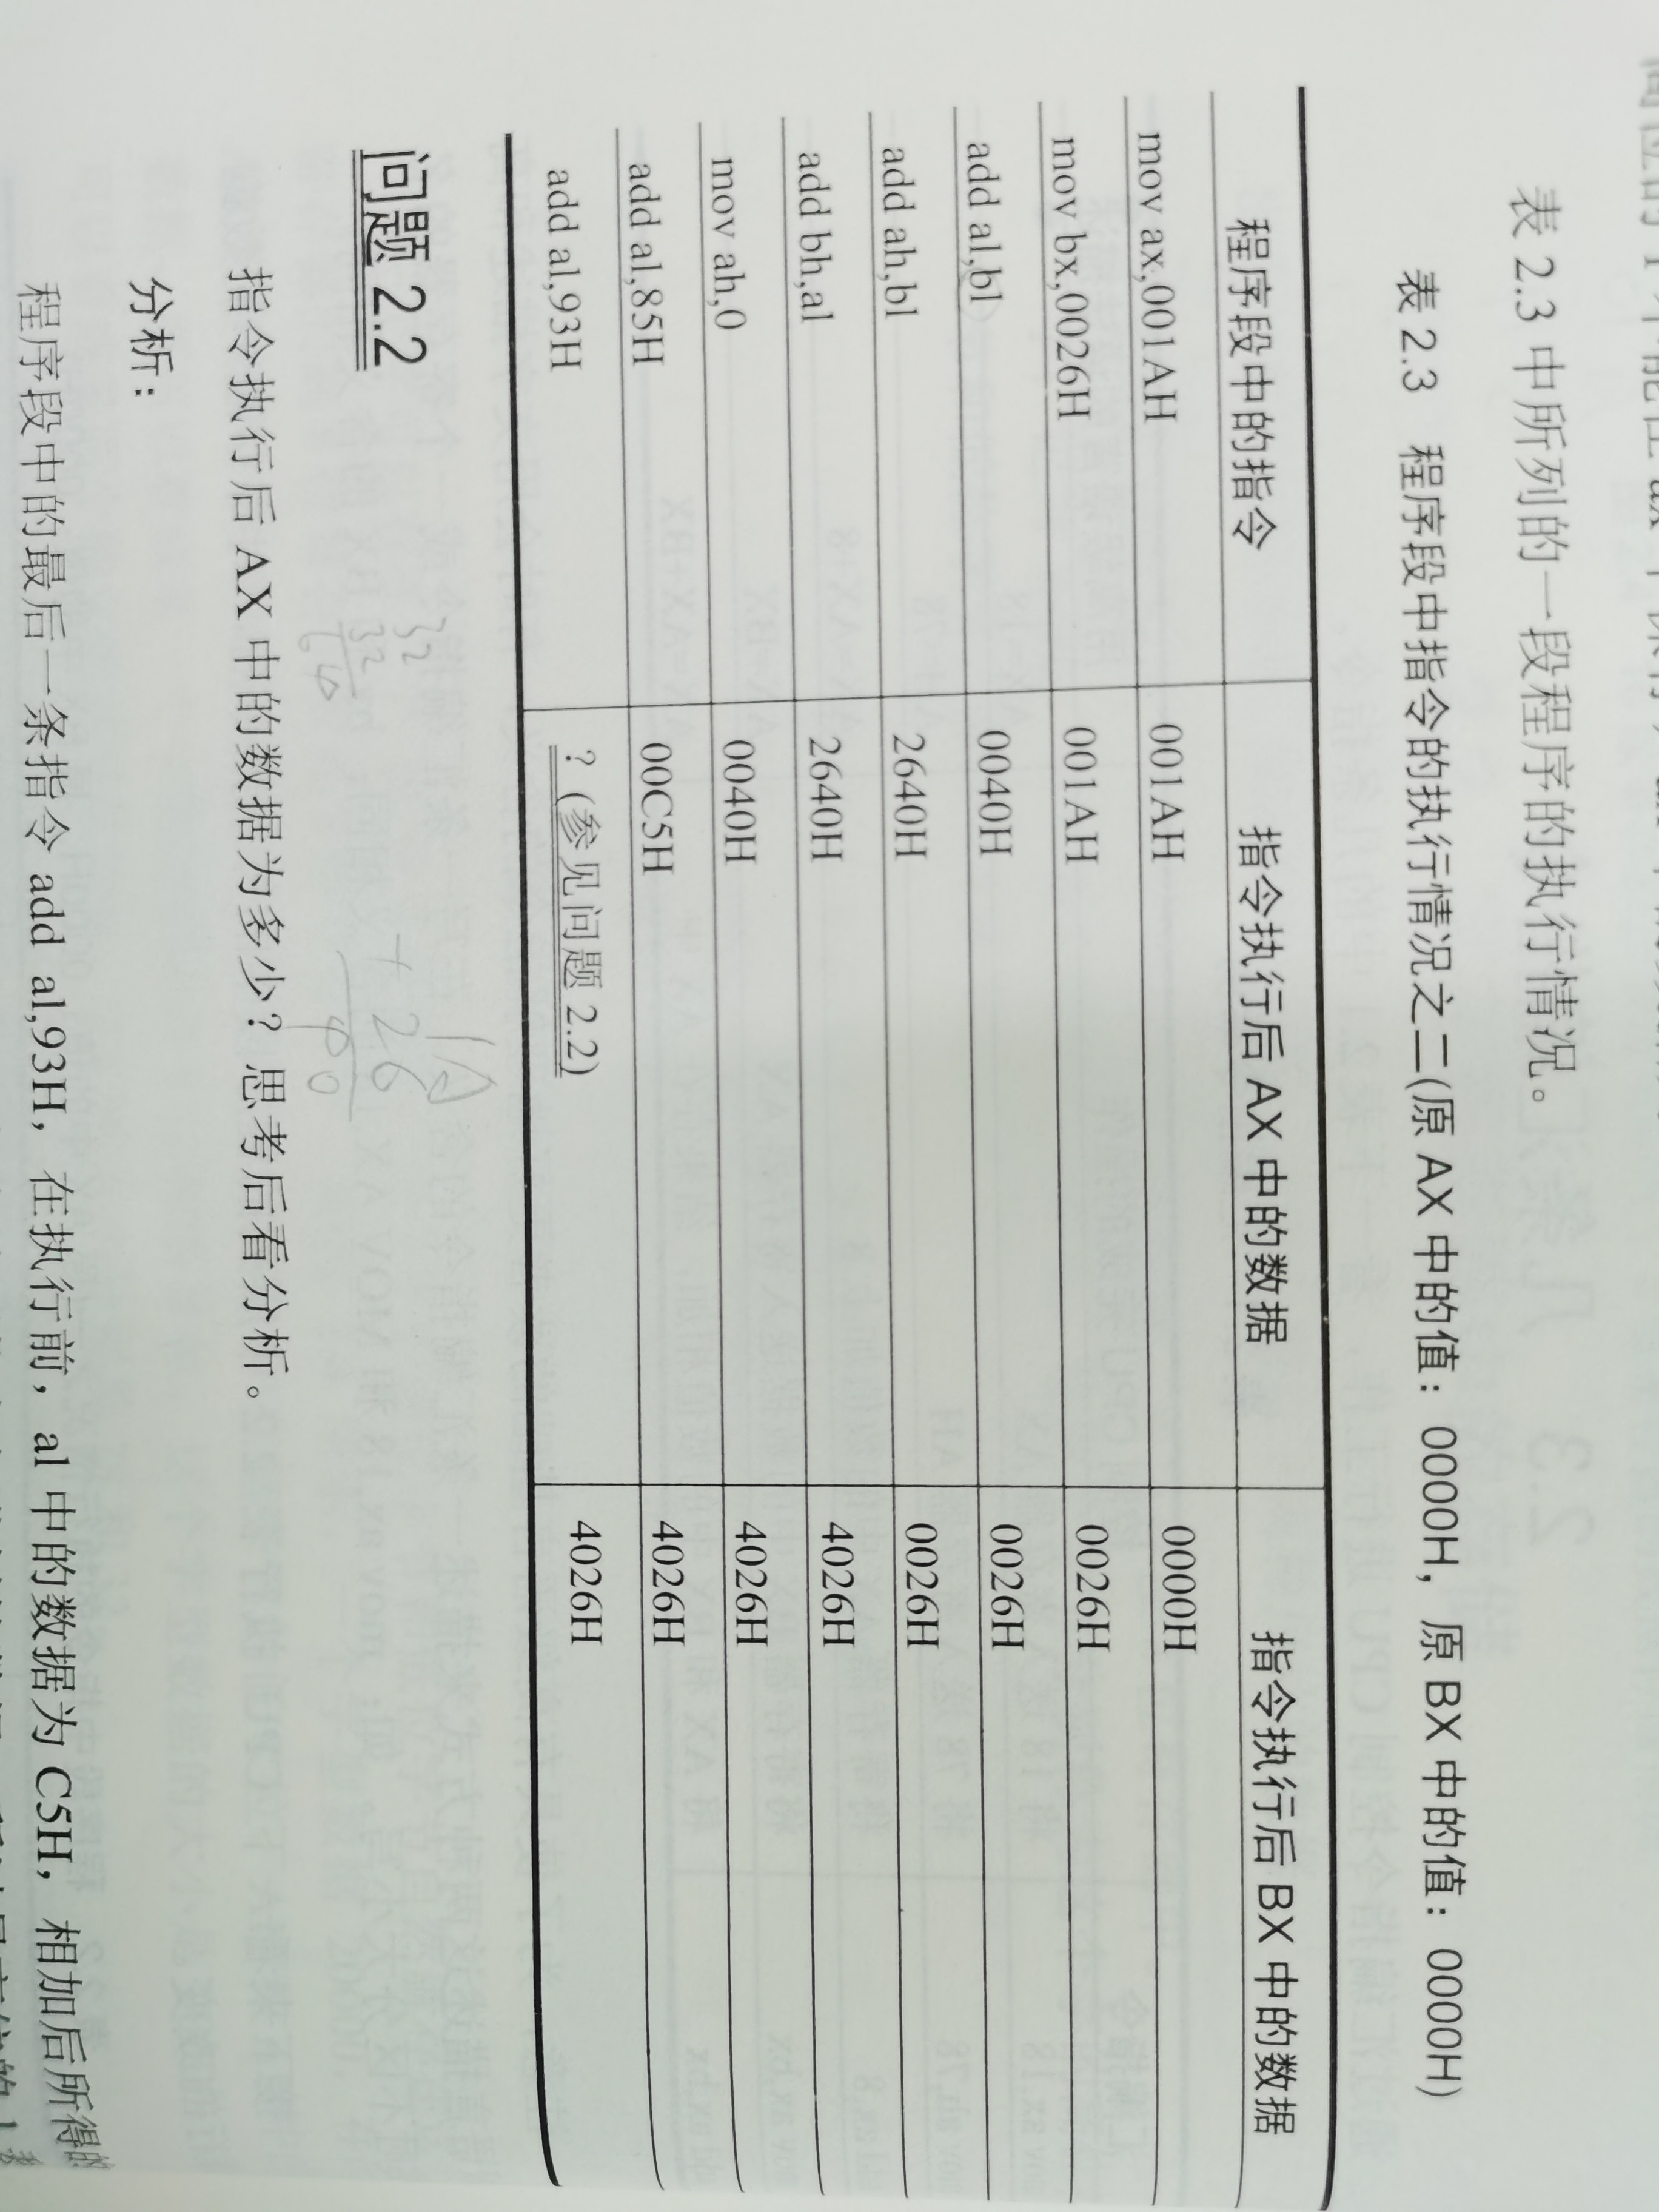 表 2.3 中所列的一段程序的执行情况。
表 2.3 程序段中指令的执行情况之二(原 AX 中的值：0000H，原 BX 中的值：0000H)
程序段中的指令 指令执行后 AX 中的数据 指令执行后 BX 中的数据
mov ax,001AH 001AH 0000H
mov bx,0026H 001AH 0026H
add al,bl 0040H 0026H
add ah,bl 2640H 0026H
add bh,al 2640H 4026H
mov ah,0 0040H 4026H
add al,85H 00C5H 4026H
add al,93H ？(参见问题 2.2) 4026H
1A
+ 26
40
32
32
64
问题 2.2
指令执行后 AX 中的数据为多少？思考后看分析。
分析：
程序段中的最后一条指令 add al,93H，在执行前，al 中的数据为 C5H，相加后所得的